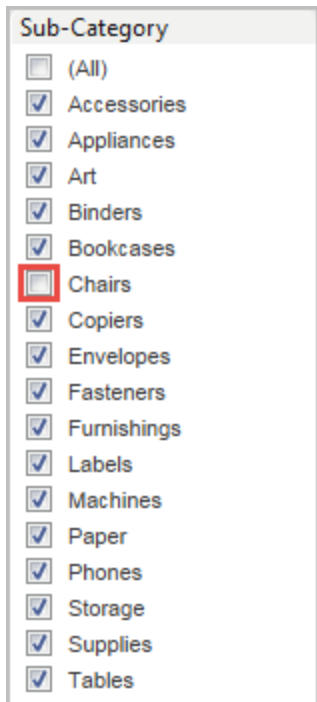 Sub-Category
(All)
Accessories
Appliances
Art
Binders
Bookcases
Chairs
Copiers
Envelopes
Fasteners
Furnishings
Labels
Machines
Paper
Phones
Storage
Supplies
Tables